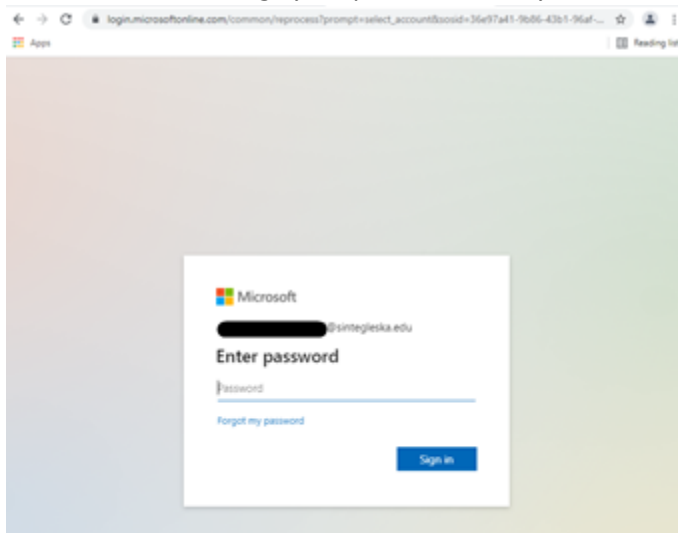 login.microsoftonline.com/common/reprocess?prompt=select_account&sosid=36e97a41-9b86-43b1-96af-...
Apps
Reading list
Microsoft
@sintegleska.edu
Enter password
Password
Forgot my password
Sign in